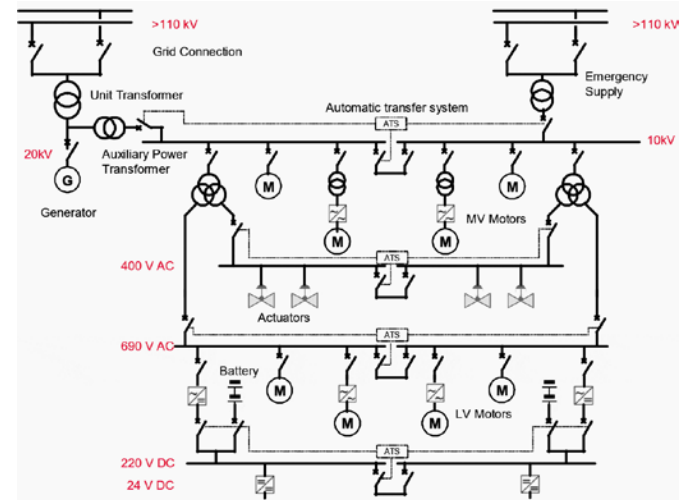 >110 kV
>110 kV
Grid Connection
Emergency
Supply
Unit Transformer
Automatic transfer system
ATS
20kV
Auxiliary Power
Transformer
10kV
G
M
M
Generator
M
M
MV Motors
400 V AC
ATS
Actuators
690 V AC
ATS
Battery
M
M
M
M
LV Motors
220 V DC
ATS
24 V DC